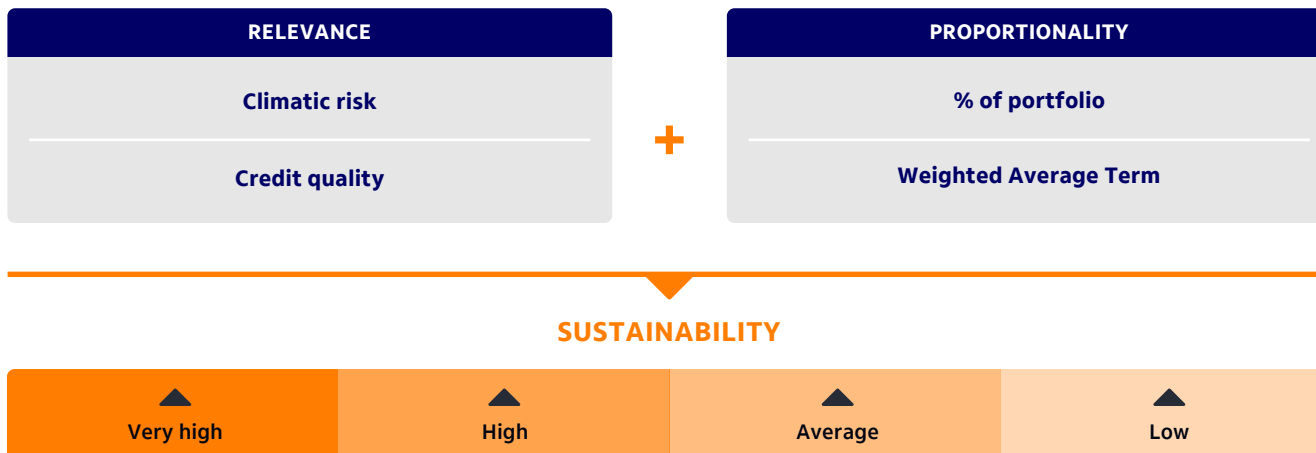 RELEVANCE
Climatic risk
Credit quality
+
PROPORTIONALITY
% of portfolio
Weighted Average Term
SUSTAINABILITY
Very high
High
Average
Low